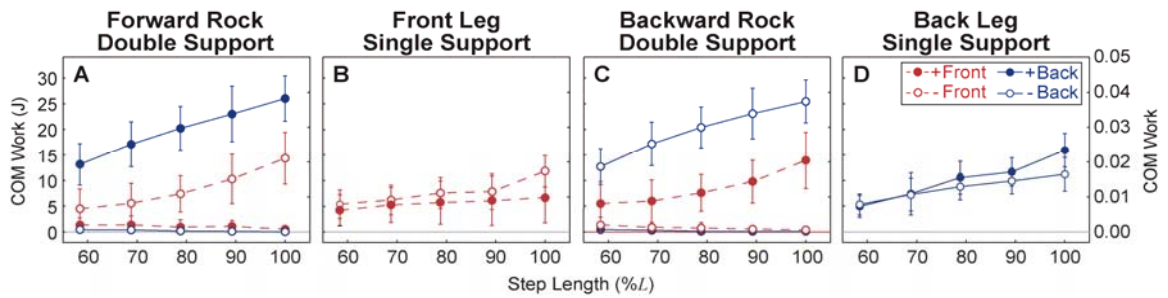 Forward Rock
Double Support
Front Leg
Single Support
Backward Rock
Double Support
Back Leg
Single Support
A
B
C
D
+Front
+Back
-Front
-Back
COM Work (J)
30
25
20
15
10
5
0
0.05
0.04
0.03
0.02
0.01
0.00
COM Work
60 70 80 90 100
60 70 80 90 100
60 70 80 90 100
60 70 80 90 100
Step Length (%L)